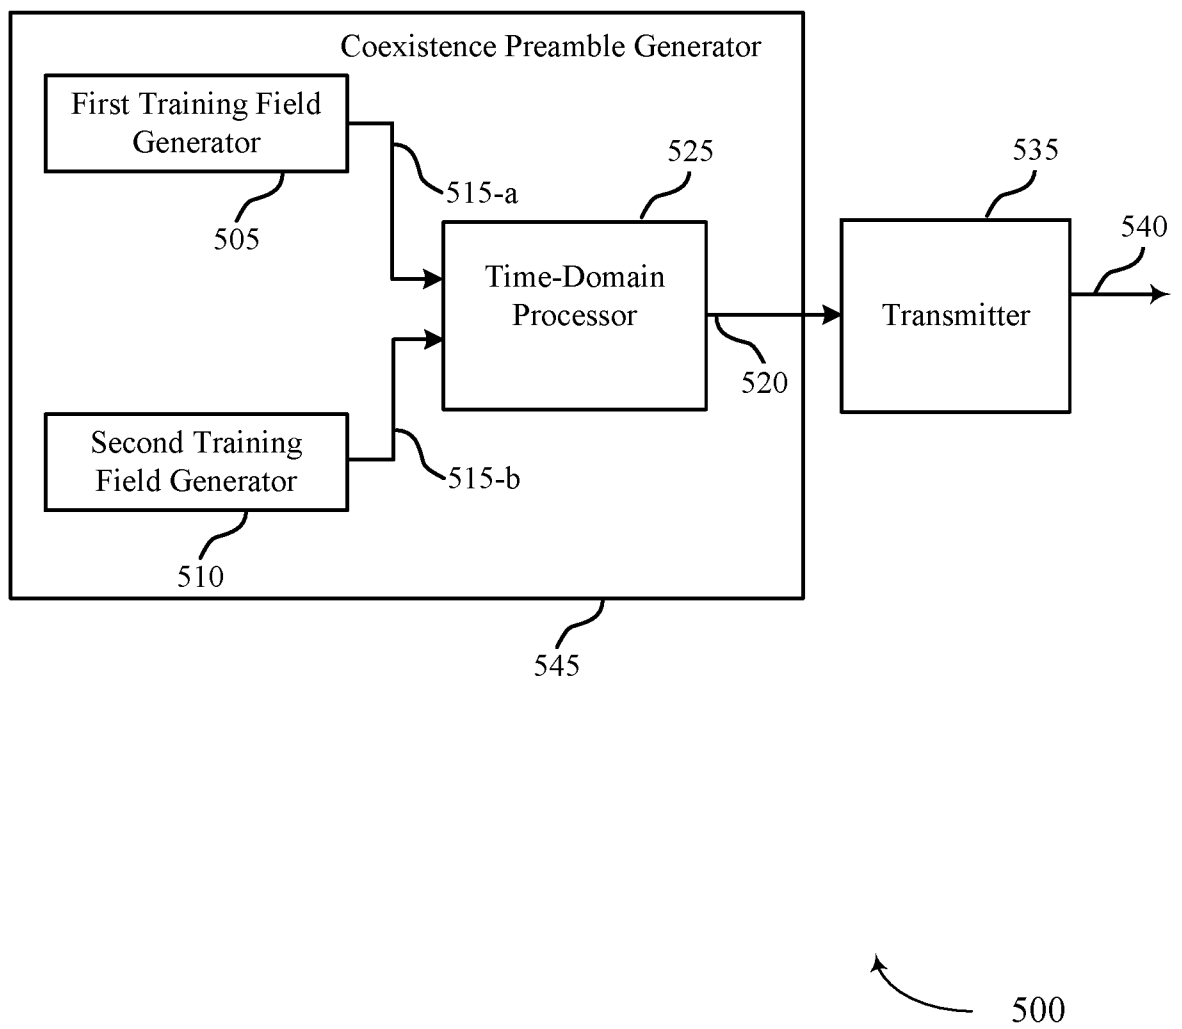 Coexistence Preamble Generator
First Training Field
Generator
505
515-a
525
535
540
Time-Domain
Processor
520
Transmitter
Second Training
Field Generator
515-b
510
545
500